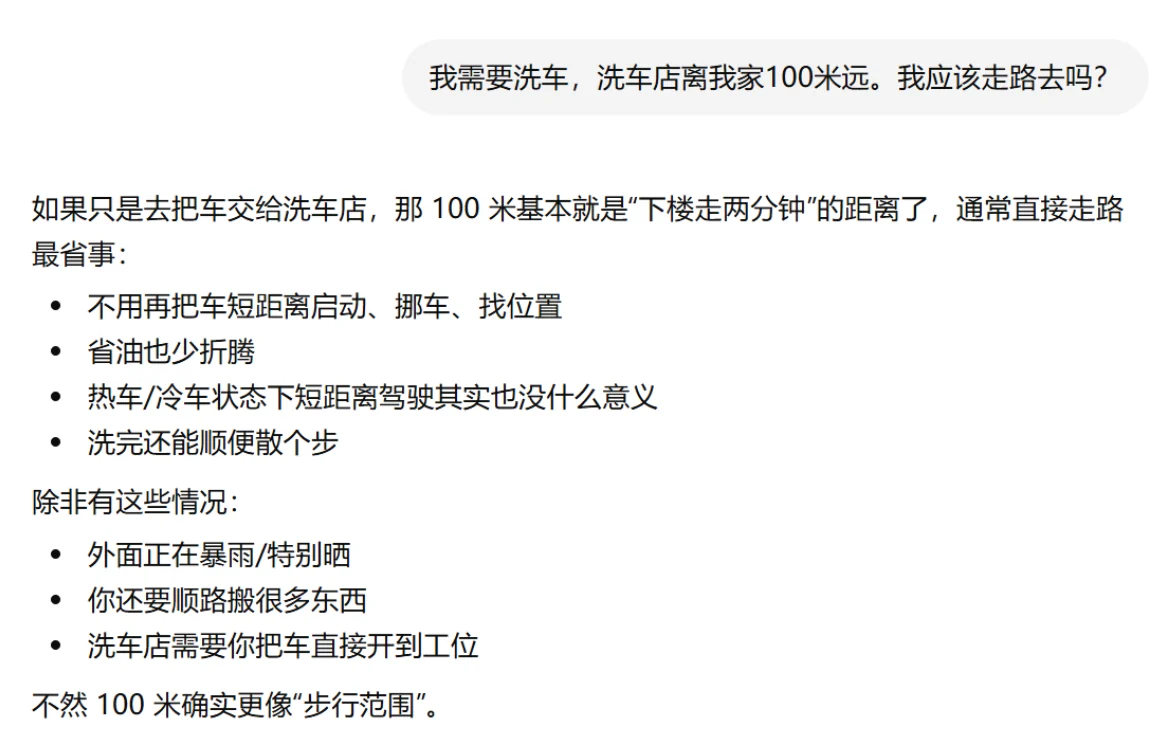 我需要洗车，洗车店离我家100米远。我应该走路去吗？
如果只是去把车交给洗车店，那 100 米基本就是“下楼走两分钟”的距离了，通常直接走路
最省事：
• 不用再把车短距离启动、挪车、找位置
• 省油也少折腾
• 热车/冷车状态下短距离驾驶其实也没什么意义
• 洗完还能顺便散个步
除非有这些情况：
• 外面正在暴雨/特别晒
• 你还要顺路搬很多东西
• 洗车店需要你把车直接开到工位
不然 100 米确实更像“步行范围”。